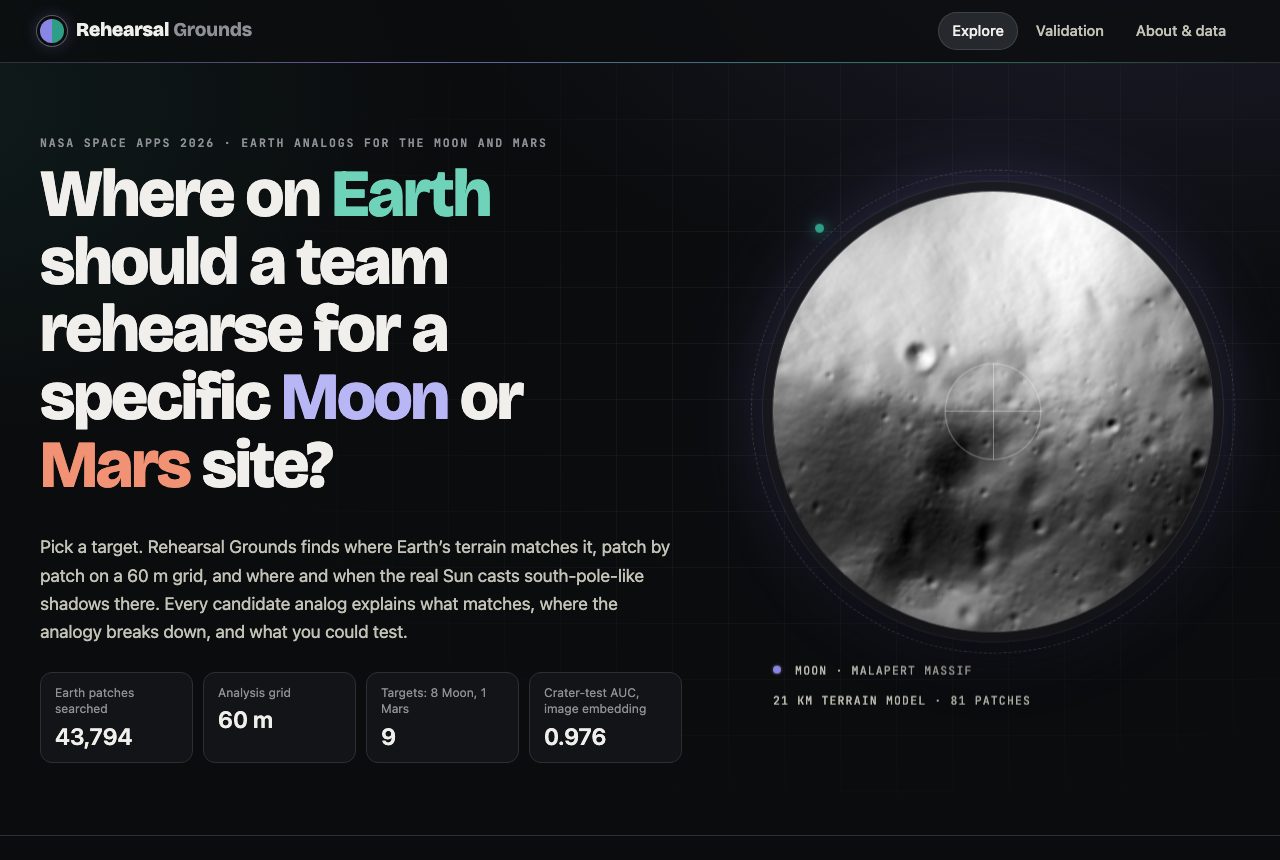 Rehearsal Grounds
Explore
Validation
About & data
NASA SPACE APPS 2026 · EARTH ANALOGS FOR THE MOON AND MARS
Where on Earth
should a team
rehearse for a
specific Moon or
Mars site?
Pick a target. Rehearsal Grounds finds where Earth’s terrain matches it, patch by
patch on a 60 m grid, and where and when the real Sun casts south-pole-like
shadows there. Every candidate analog explains what matches, where the
analogy breaks down, and what you could test.
Earth patches
searched
43,794
Analysis grid
60 m
Targets: 8 Moon, 1
Mars
9
Crater-test AUC,
image embedding
0.976
MOON · MALAPERT MASSIF
21 KM TERRAIN MODEL · 81 PATCHES